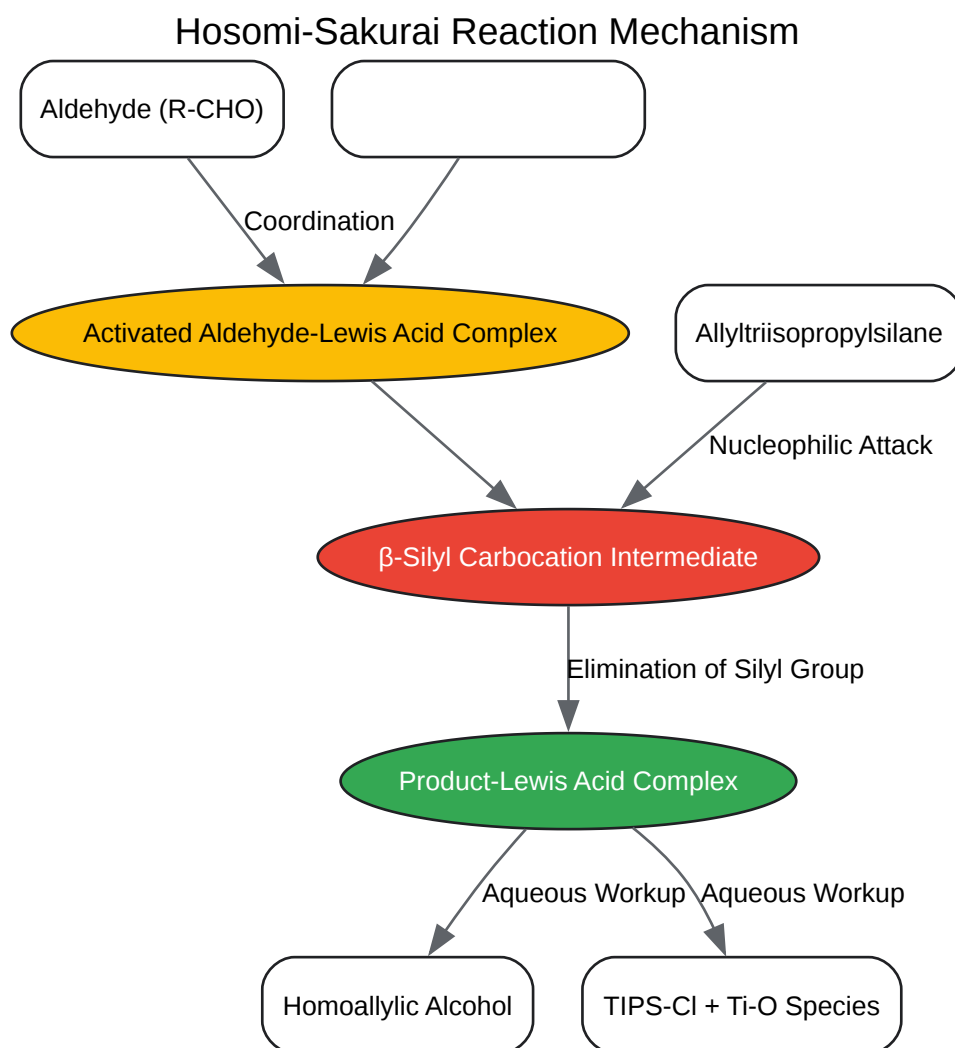 Hosomi-Sakurai Reaction Mechanism
Aldehyde (R-CHO)
Coordination
Activated Aldehyde-Lewis Acid Complex
Allyltriisopropylsilane
Nucleophilic Attack
β-Silyl Carbocation Intermediate
Elimination of Silyl Group
Product-Lewis Acid Complex
Aqueous Workup
Aqueous Workup
Homoallylic Alcohol
TIPS-Cl + Ti-O Species